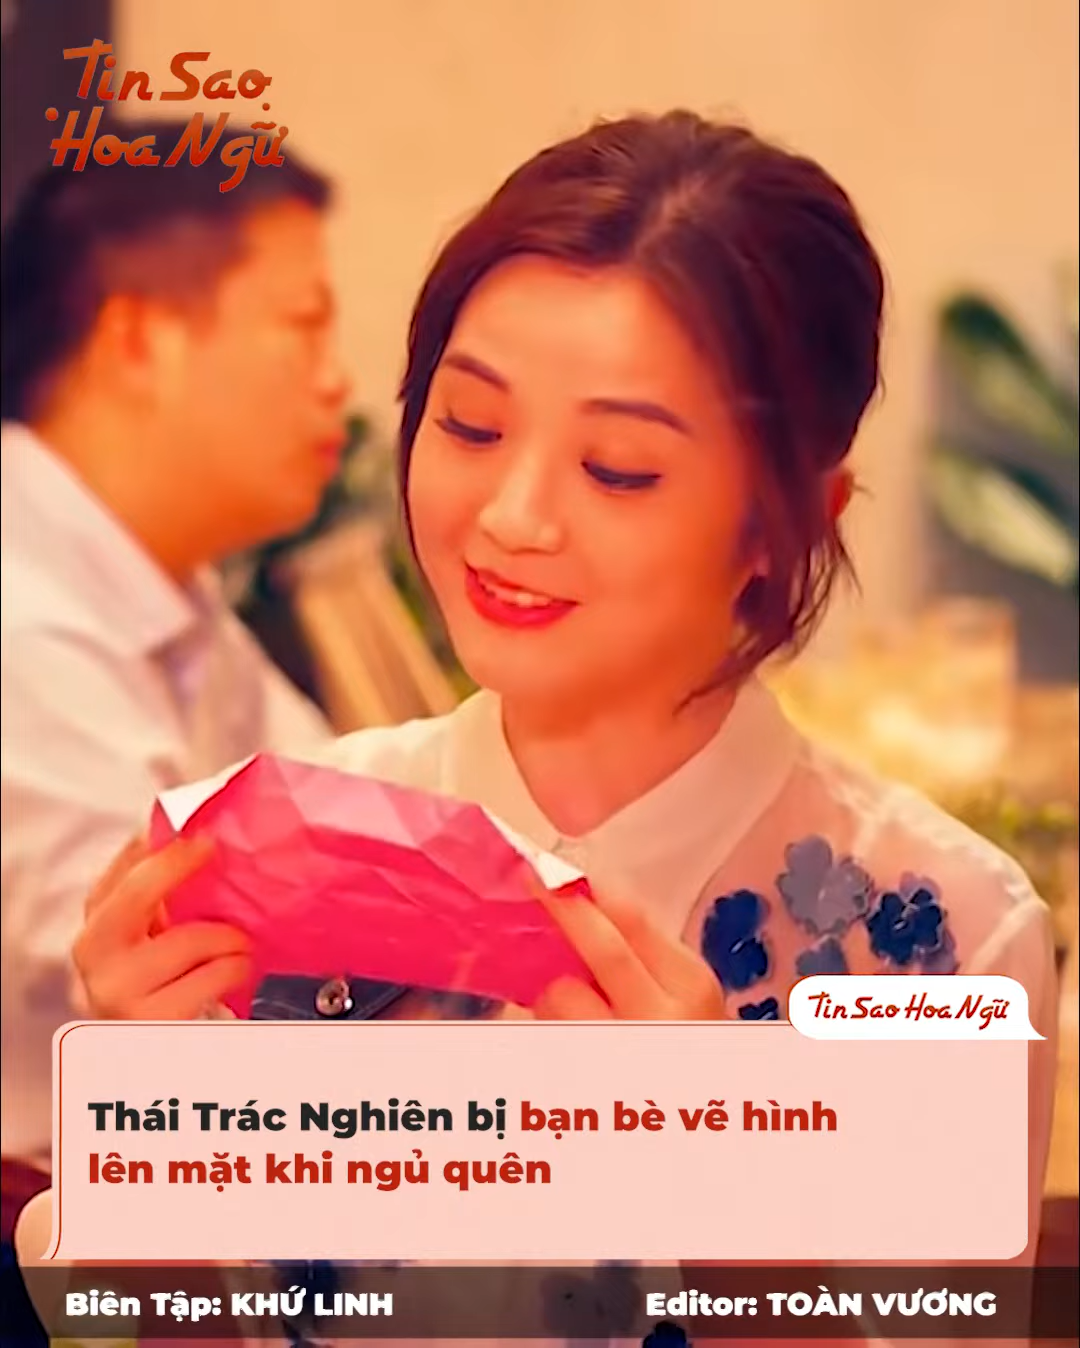 Tin Sao
Hoa Ngữ
Tin Sao Hoa Ngữ
Thái Trác Nghiên bị bạn bè vẽ hình
lên mặt khi ngủ quên
Biên Tập: KHỨ LINH
Editor: TOÀN VƯƠNG